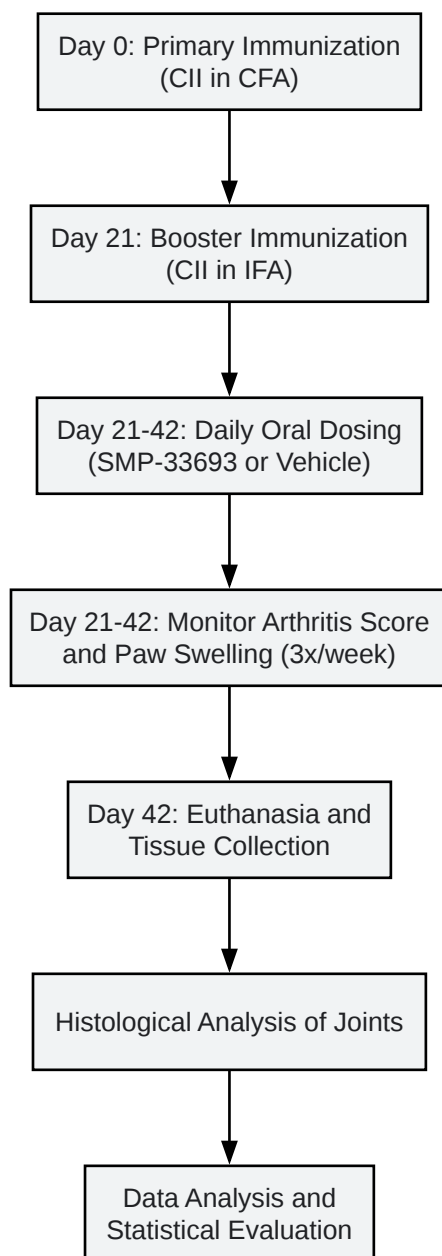 Day 0: Primary Immunization
(CII in CFA)
Day 21: Booster Immunization
(CII in IFA)
Day 21-42: Daily Oral Dosing
(SMP-33693 or Vehicle)
Day 21-42: Monitor Arthritis Score
and Paw Swelling (3x/week)
Day 42: Euthanasia and
Tissue Collection
Histological Analysis of Joints
Data Analysis and
Statistical Evaluation